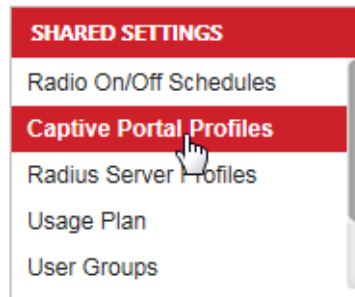 SHARED SETTINGS
Radio On/Off Schedules
Captive Portal Profiles
Radius Server Profiles
Usage Plan
User Groups